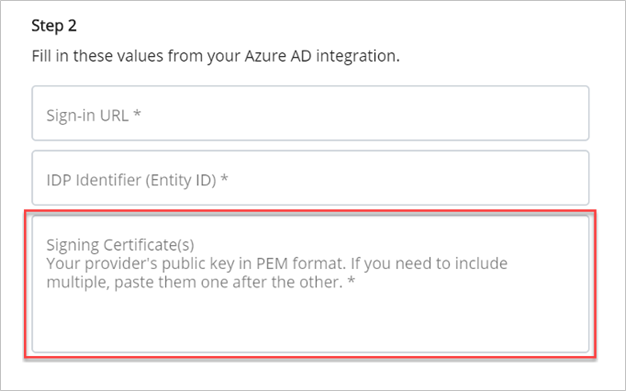 Step 2
Fill in these values from your Azure AD integration.
Sign-in URL *
IDP Identifier (Entity ID) *
Signing Certificate(s)
Your provider's public key in PEM format. If you need to include
multiple, paste them one after the other. *